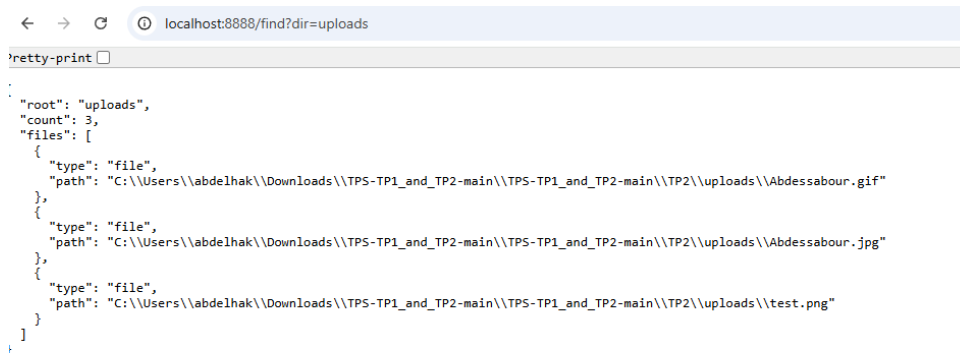 localhost:8888/find?dir=uploads
Pretty-print
{
"root": "uploads",
"count": 3,
"files": [
{
"type": "file",
"path": "C:\\Users\\abdelhak\\Downloads\\TPS-TP1_and_TP2-main\\TPS-TP1_and_TP2-main\\TP2\\uploads\\Abdessabour.gif"
},
{
"type": "file",
"path": "C:\\Users\\abdelhak\\Downloads\\TPS-TP1_and_TP2-main\\TPS-TP1_and_TP2-main\\TP2\\uploads\\Abdessabour.jpg"
},
{
"type": "file",
"path": "C:\\Users\\abdelhak\\Downloads\\TPS-TP1_and_TP2-main\\TPS-TP1_and_TP2-main\\TP2\\uploads\\test.png"
}
]
}